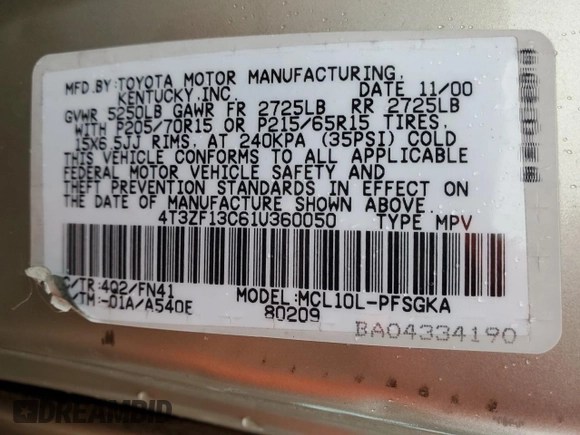 MFD.BY:TOYOTA MOTOR MANUFACTURING,
KENTUCKY,INC. DATE 11/00
GVWR 5250LB GAWR FR 2725LB RR 2725LB
WITH P205/70R15 OR P215/65R15 TIRES,
15X6.5JJ RIMS, AT 240KPA (35PSI) COLD
THIS VEHICLE CONFORMS TO ALL APPLICABLE
FEDERAL MOTOR VEHICLE SAFETY AND
THEFT PREVENTION STANDARDS IN EFFECT ON
THE DATE OF MANUFACTURE SHOWN ABOVE.
4T3ZF13C61U360050 TYPE MPV
C/TR:4Q2/FN41 MODEL:MCL10L-PFSGKA
/TM:-01A/A540E 80209
BA04334190
DREAMBID